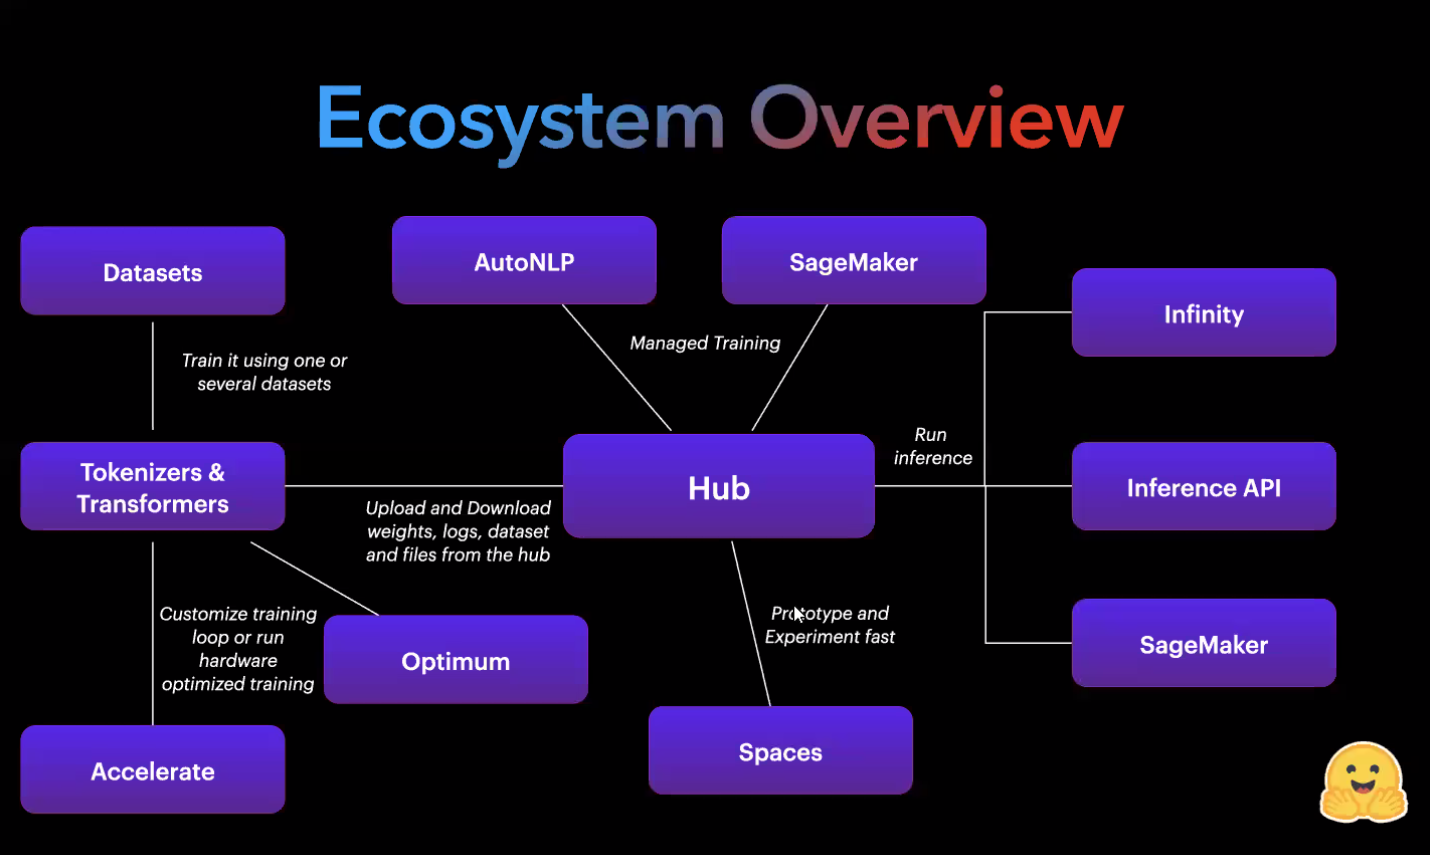 Ecosystem Overview
Datasets
AutoNLP
SageMaker
Infinity
Train it using one or
several datasets
Managed Training
Run
inference
Tokenizers &
Transformers
Hub
Inference API
Upload and Download
weights, logs, dataset
and files from the hub
Customize training
loop or run
hardware
optimized training
Optimum
Prototype and
Experiment fast
SageMaker
Accelerate
Spaces